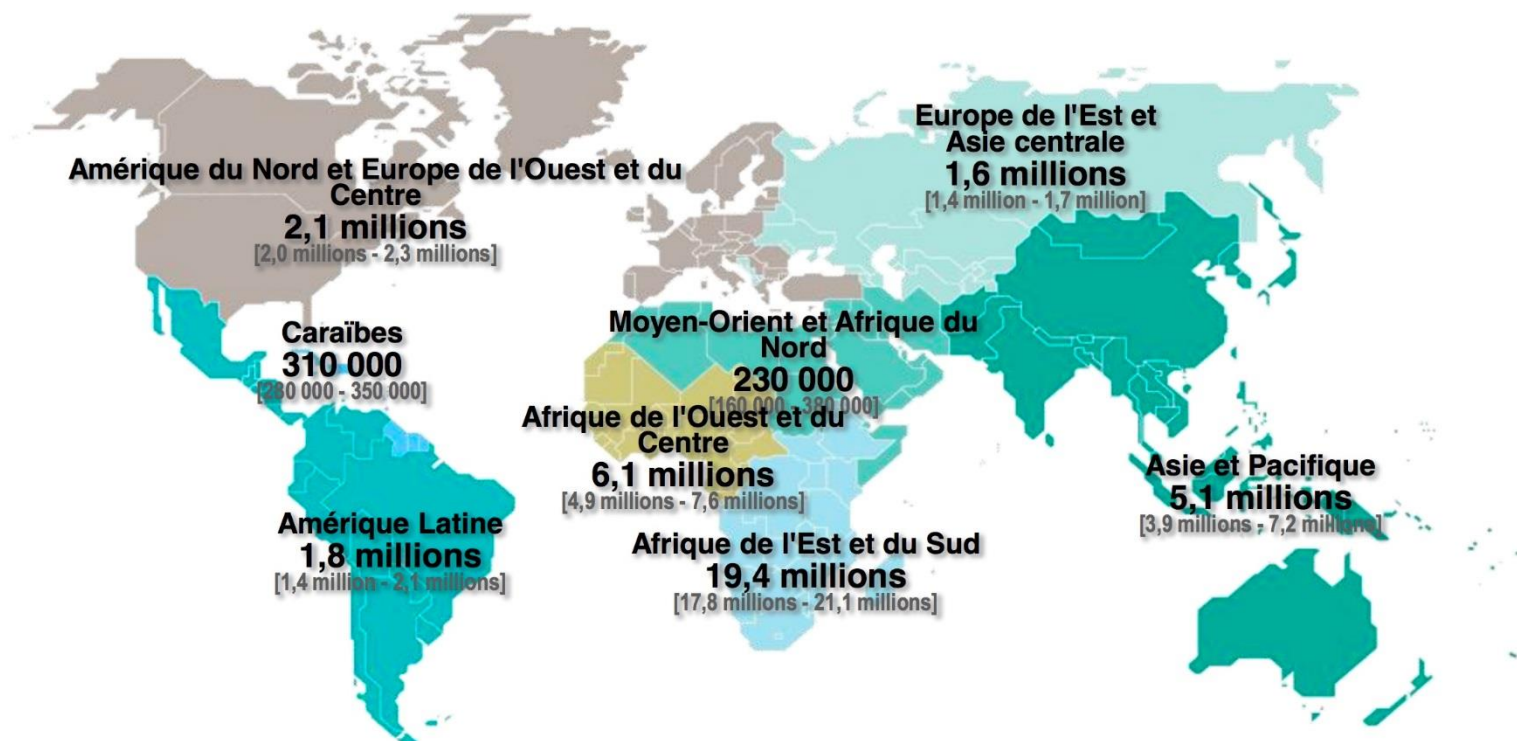 Amérique du Nord et Europe de l'Ouest et du
Centre
2,1 millions
[2,0 millions - 2,3 millions]
Europe de l'Est et
Asie centrale
1,6 millions
[1,4 million - 1,7 million]
Caraïbes
310 000
[280 000 - 350 000]
Moyen-Orient et Afrique du
Nord
230 000
[160 000 - 380 000]
Afrique de l'Ouest et du
Centre
6,1 millions
[4,9 millions - 7,6 millions]
Asie et Pacifique
5,1 millions
[3,9 millions - 7,2 millions]
Amérique Latine
1,8 millions
[1,4 million - 2,1 millions]
Afrique de l'Est et du Sud
19,4 millions
[17,8 millions - 21,1 millions]